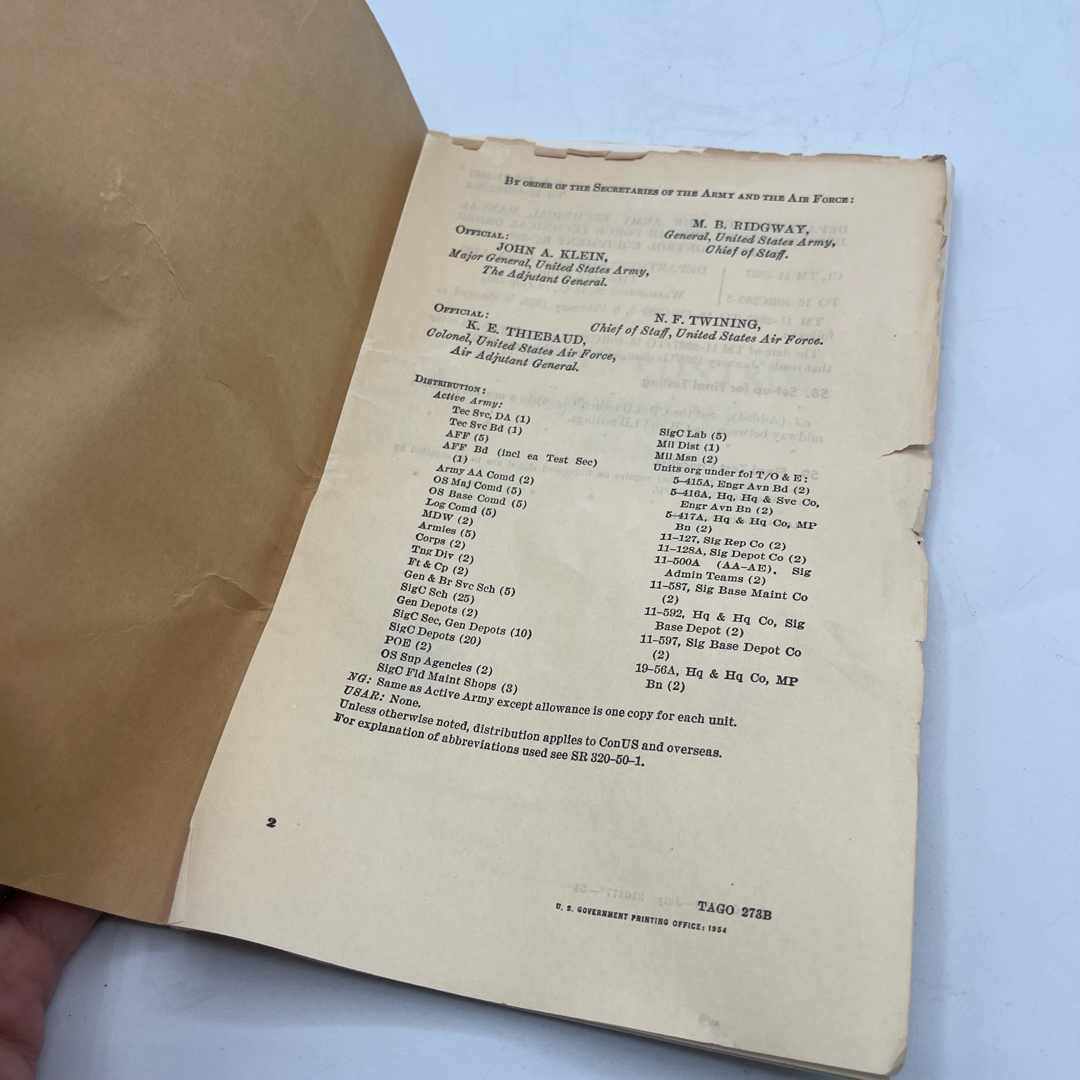 BY ORDER OF THE SECRETARIES OF THE ARMY AND THE AIR FORCE:
M. B. RIDGWAY,
General, United States Army,
Chief of Staff.
OFFICIAL:
JOHN A. KLEIN,
Major General, United States Army,
The Adjutant General.
N. F. TWINING,
Chief of Staff, United States Air Force.
OFFICIAL:
K. E. THIEBAUD,
Colonel, United States Air Force,
Air Adjutant General.
DISTRIBUTION:
Active Army:
Tec Svc, DA (1)
Tec Svc Bd (1)
AFF (5)
AFF Bd (incl ea Test Sec)
(1)
Army AA Comd (2)
OS Maj Comd (5)
OS Base Comd (5)
Log Comd (5)
MDW (2)
Armies (5)
Corps (2)
Tng Div (2)
Ft & Cp (2)
Gen & Br Svc Sch (5)
SigC Sch (25)
Gen Depots (2)
SigC Sec, Gen Depots (10)
SigC Depots (20)
POE (2)
OS Sup Agencies (2)
SigC Fld Maint Shops (3)
SigC Lab (5)
Mil Dist (1)
Mil Msn (2)
Units org under fol T/O & E:
5-415A, Engr Avn Bd (2)
5-416A, Hq, Hq & Svc Co,
Engr Avn Bn (2)
5-417A, Hq & Hq Co, MP
Bn (2)
11-127, Sig Rep Co (2)
11-128A, Sig Depot Co (2)
11-500A (AA-AE). Sig
Admin Teams (2)
11-587, Sig Base Maint Co
(2)
11-592, Hq & Hq Co, Sig
Base Depot (2)
11-597, Sig Base Depot Co
(2)
19-56A, Hq & Hq Co, MP
Bn (2)
NG: Same as Active Army except allowance is one copy for each unit.
USAR: None.
Unless otherwise noted, distribution applies to ConUS and overseas.
For explanation of abbreviations used see SR 320-50-1.
2
TAGO 273B
U. S. GOVERNMENT PRINTING OFFICE: 1954